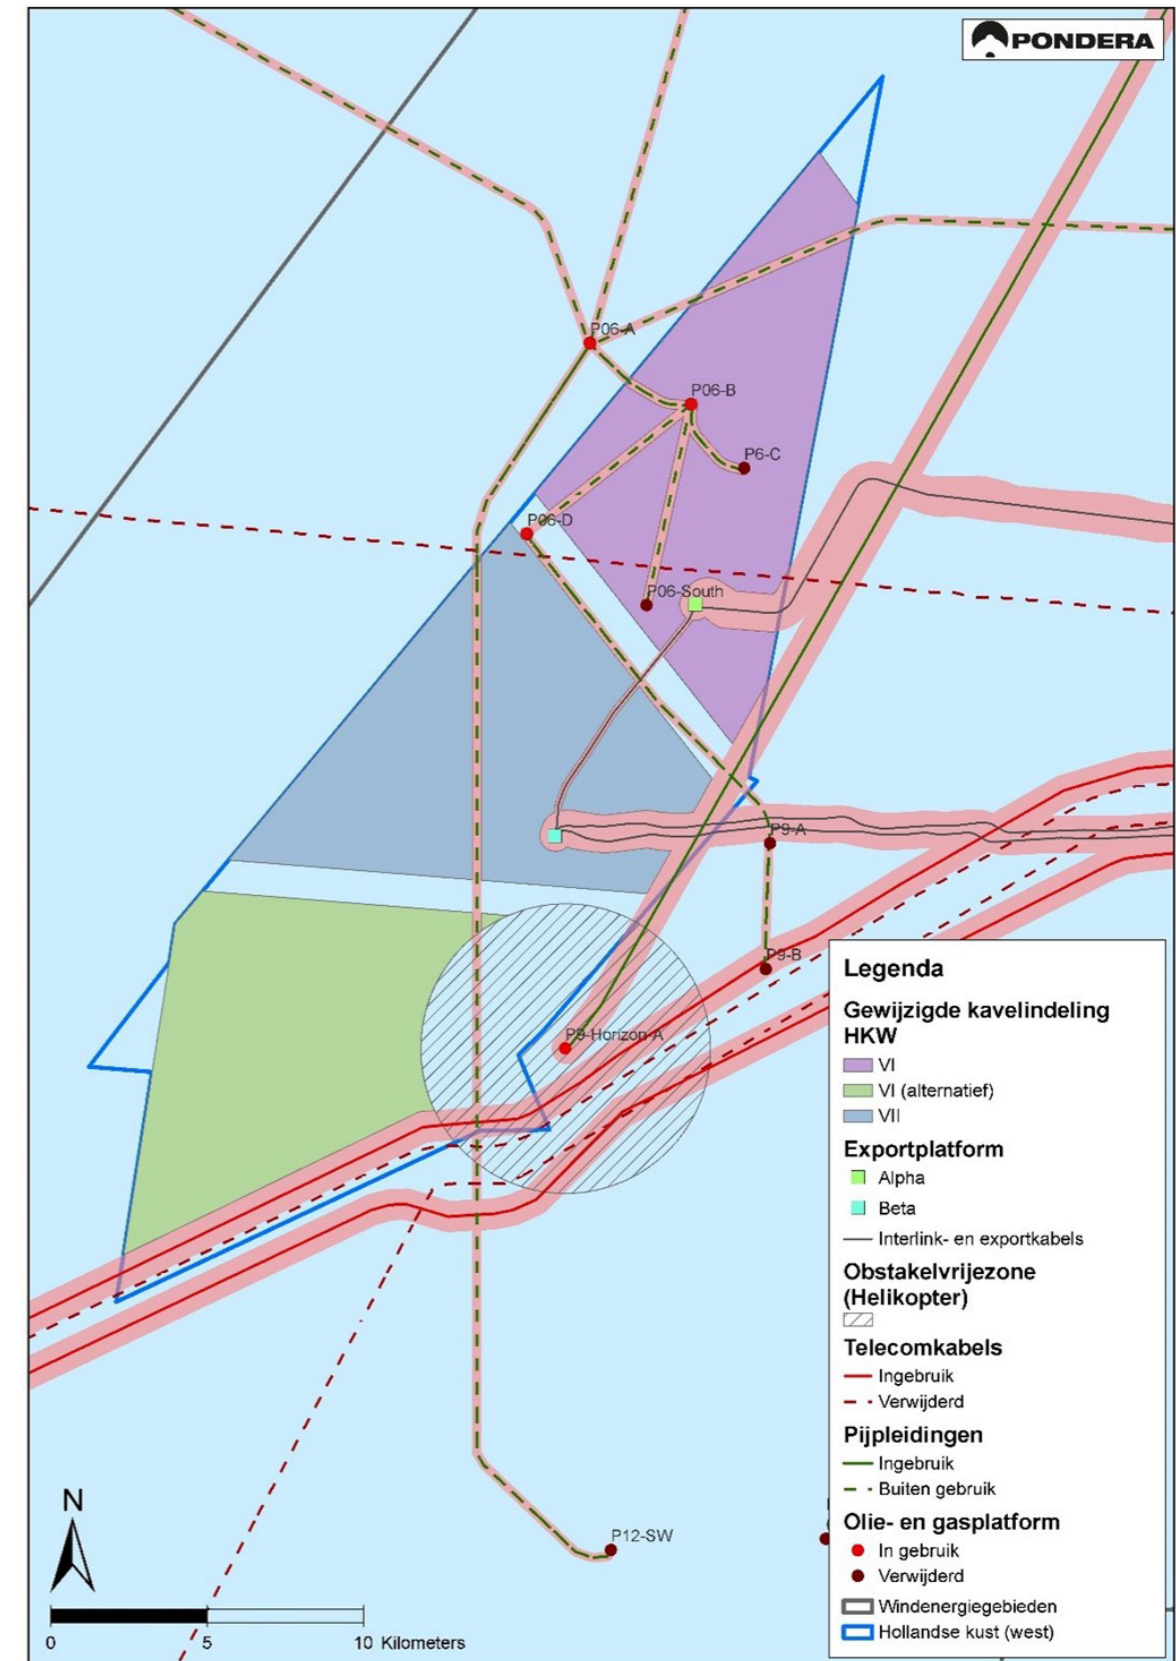 PONDERA
P06-A
P06-B
P6-C
P06-D
P06-South
P9-A
P9-B
P9-Horizon-A
P12-SW
N
0 5 10 Kilometers
Legenda
Gewijzigde kavelindeling
HKW
VI
VI (alternatief)
VII
Exportplatform
Alpha
Beta
Interlink- en exportkabels
Obstakelvrijezone
(Helikopter)
Telecomkabels
Ingebruik
Verwijderd
Pijpleidingen
Ingebruik
Buiten gebruik
Olie- en gasplatform
In gebruik
Verwijderd
Windenergiegebieden
Hollandse kust (west)